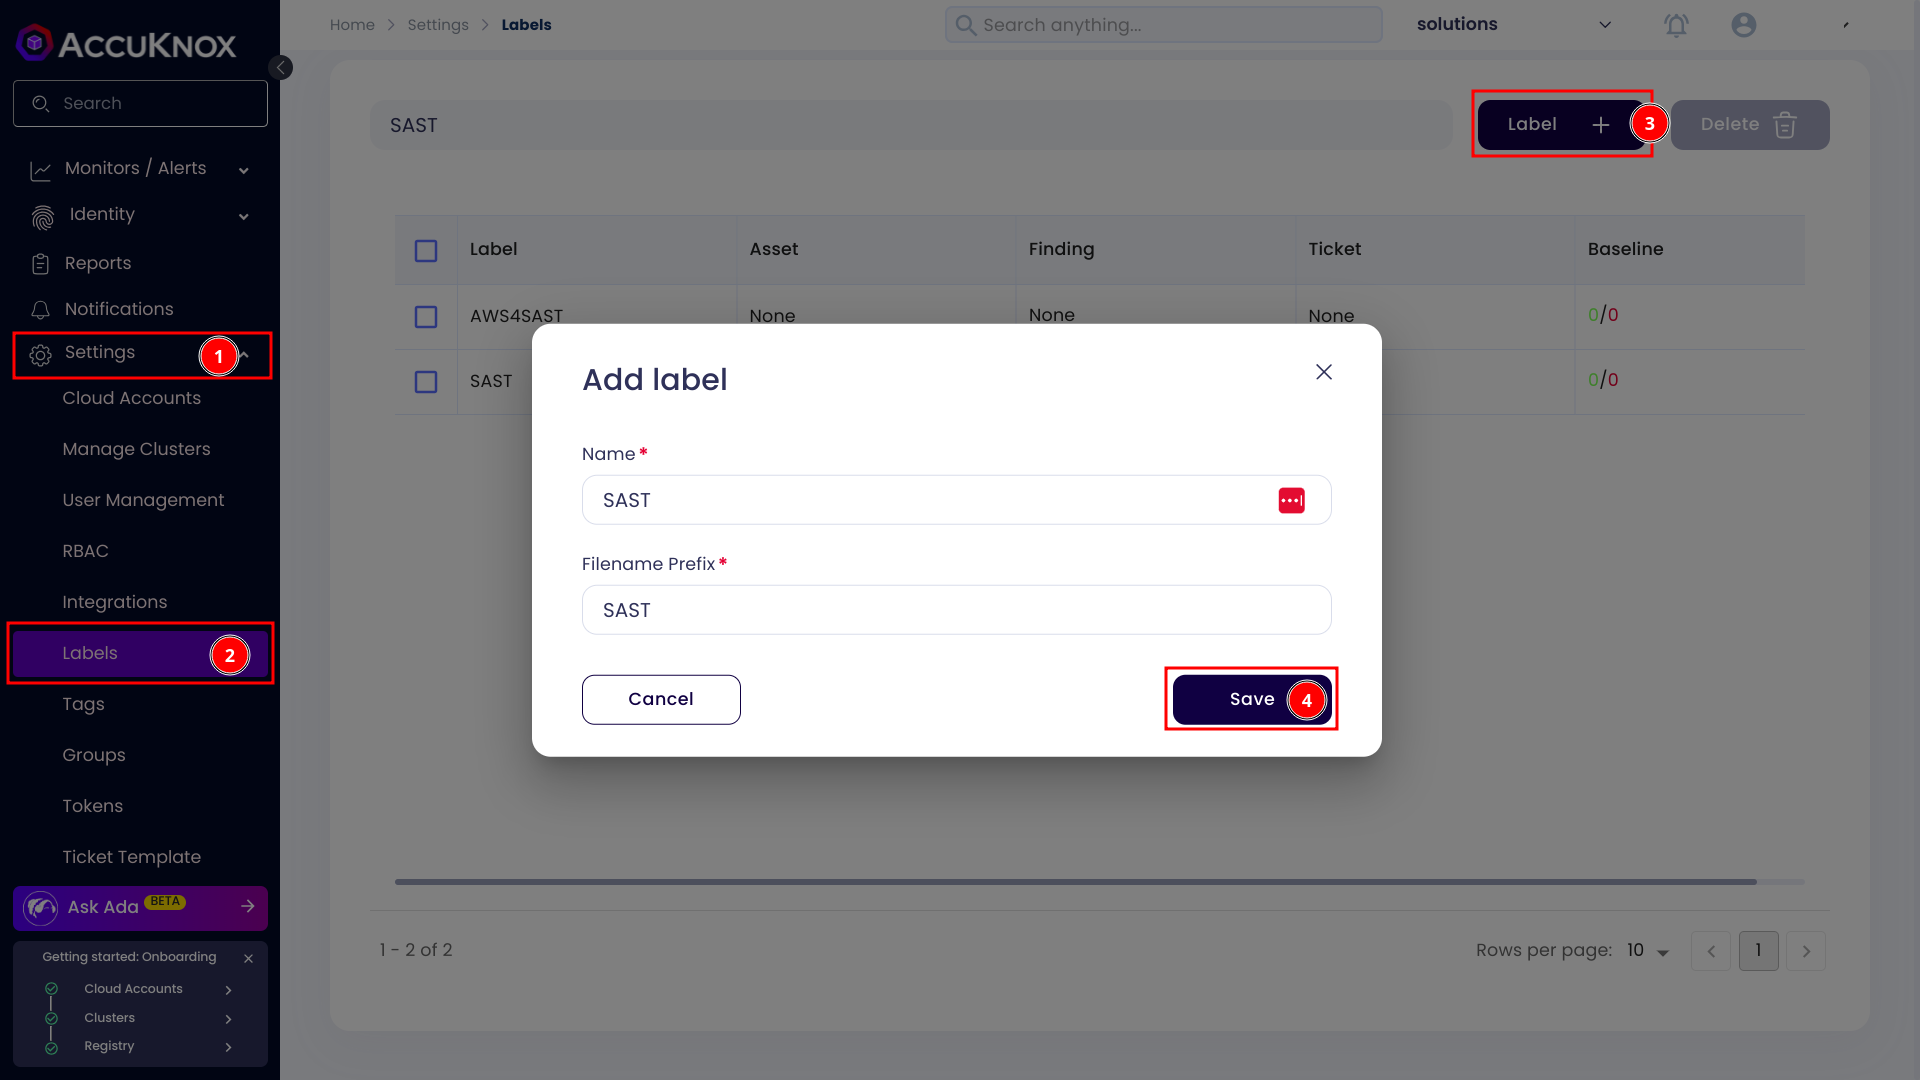 ACCUKNOX
Search
Monitors / Alerts
Identity
Reports
Notifications
Settings
1
Cloud Accounts
Manage Clusters
User Management
RBAC
Integrations
Labels
2
Tags
Groups
Tokens
Ticket Template
Ask Ada
BETA
Getting started: Onboarding
Cloud Accounts
Clusters
Registry
Home
Settings
Labels
Search anything...
solutions
SAST
Label
3
Delete
Label Asset Finding Ticket Baseline
AWS4SAST None None None 0/0
SAST 0/0
Add label
Name *
SAST
Filename Prefix *
SAST
Cancel
Save
4
1 - 2 of 2
Rows per page: 10
1